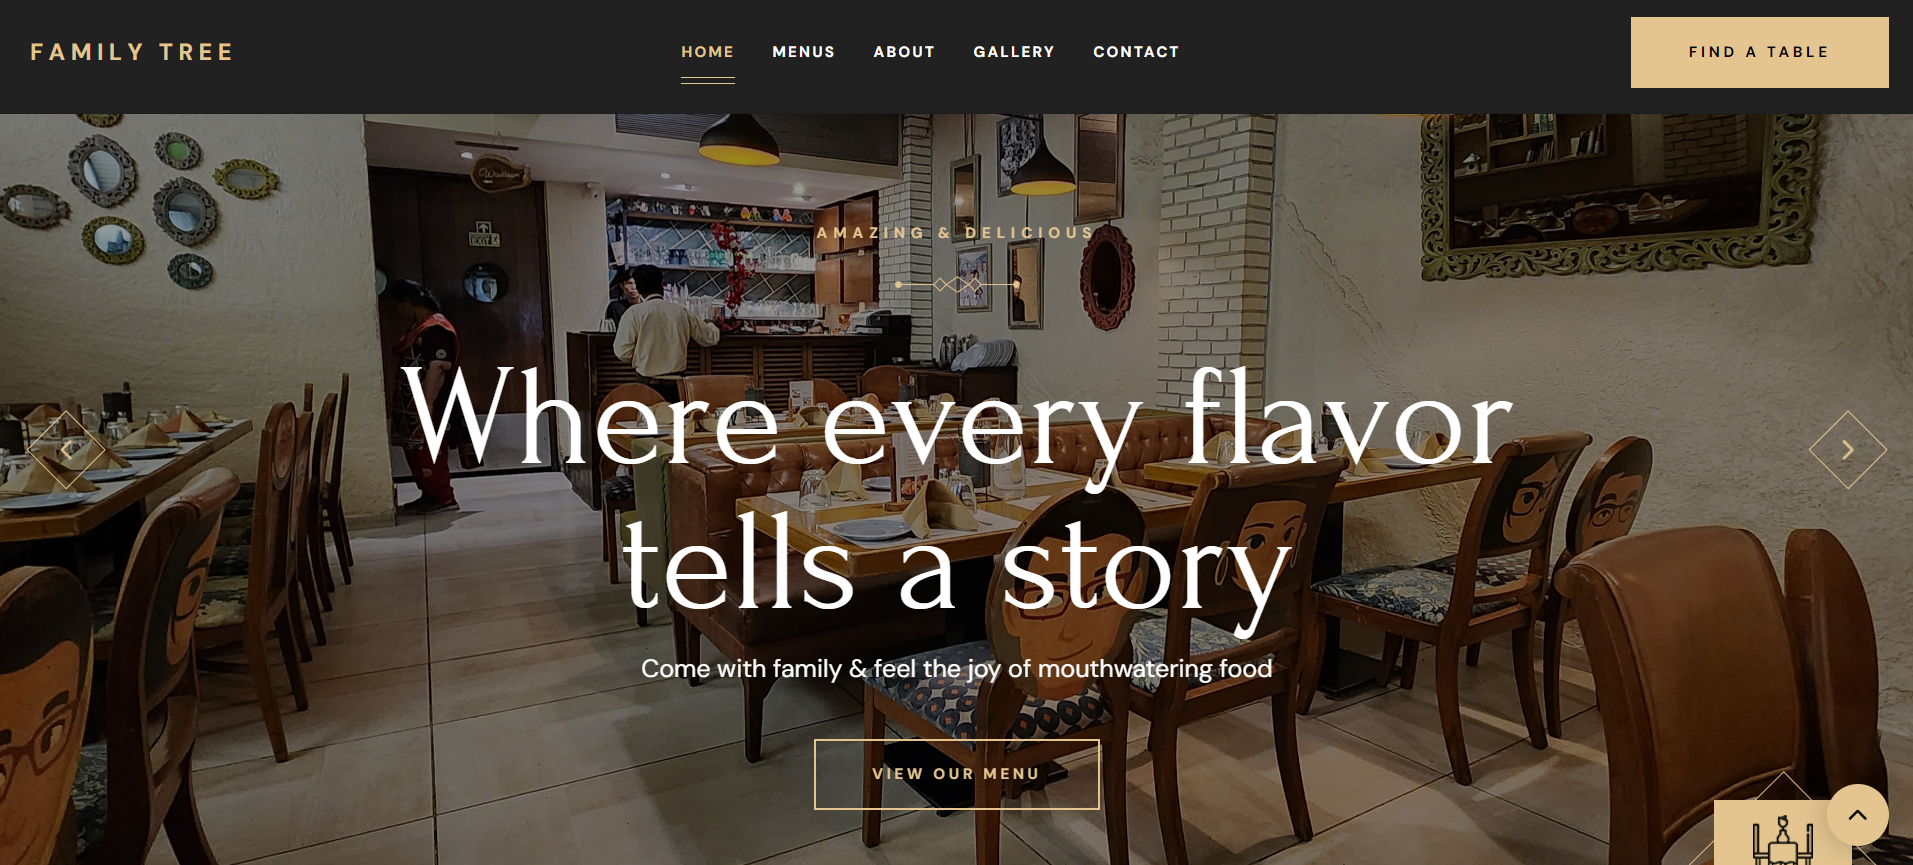 FAMILY TREE
HOME MENUS ABOUT GALLERY CONTACT
FIND A TABLE
EXIT
AMAZING & DELICIOUS
Where every flavor
tells a story
Come with family & feel the joy of mouthwatering food
VIEW OUR MENU